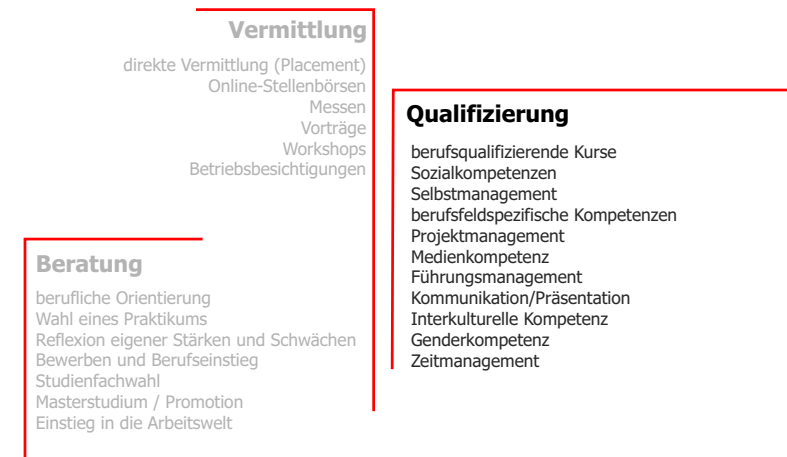 Vermittlung
direkte Vermittlung (Placement)
Online-Stellenbörsen
Messen
Vorträge
Workshops
Betriebsbesichtigungen
Qualifizierung
berufsqualifizierende Kurse
Sozialkompetenzen
Selbstmanagement
berufsfeldspezifische Kompetenzen
Projektmanagement
Medienkompetenz
Führungsmanagement
Kommunikation/Präsentation
Interkulturelle Kompetenz
Genderkompetenz
Zeitmanagement
Beratung
berufliche Orientierung
Wahl eines Praktikums
Reflexion eigener Stärken und Schwächen
Bewerben und Berufseinstieg
Studienfachwahl
Masterstudium / Promotion
Einstieg in die Arbeitswelt